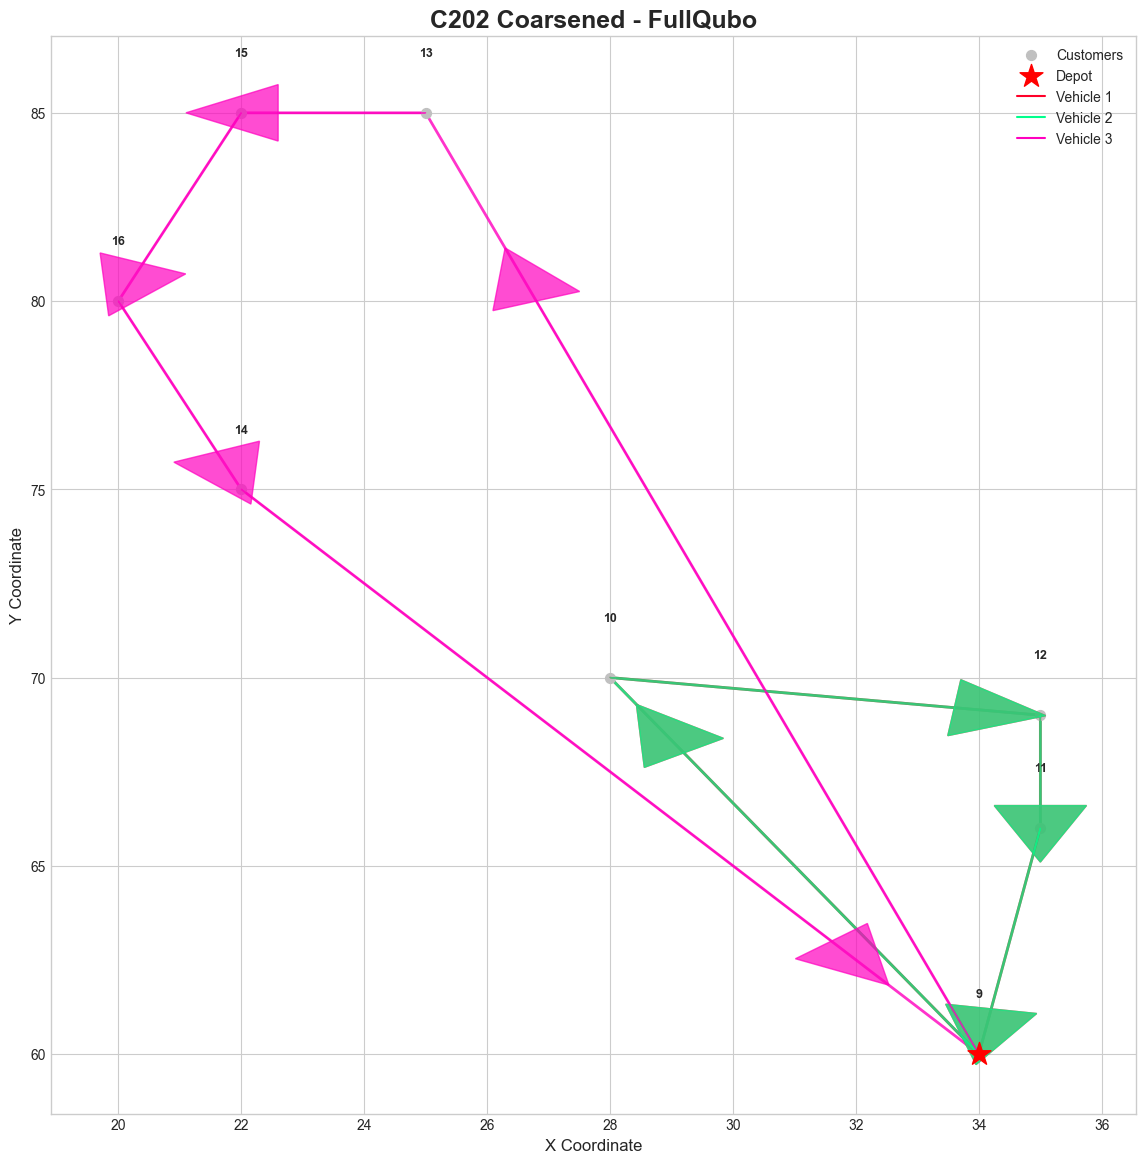 C202 Coarsened - FullQubo
15
13
Customers
Depot
Vehicle 1
Vehicle 2
Vehicle 3
85
16
80
14
75
10
12
70
11
65
9
60
Y Coordinate
20
22
24
26
28
30
32
34
36
X Coordinate